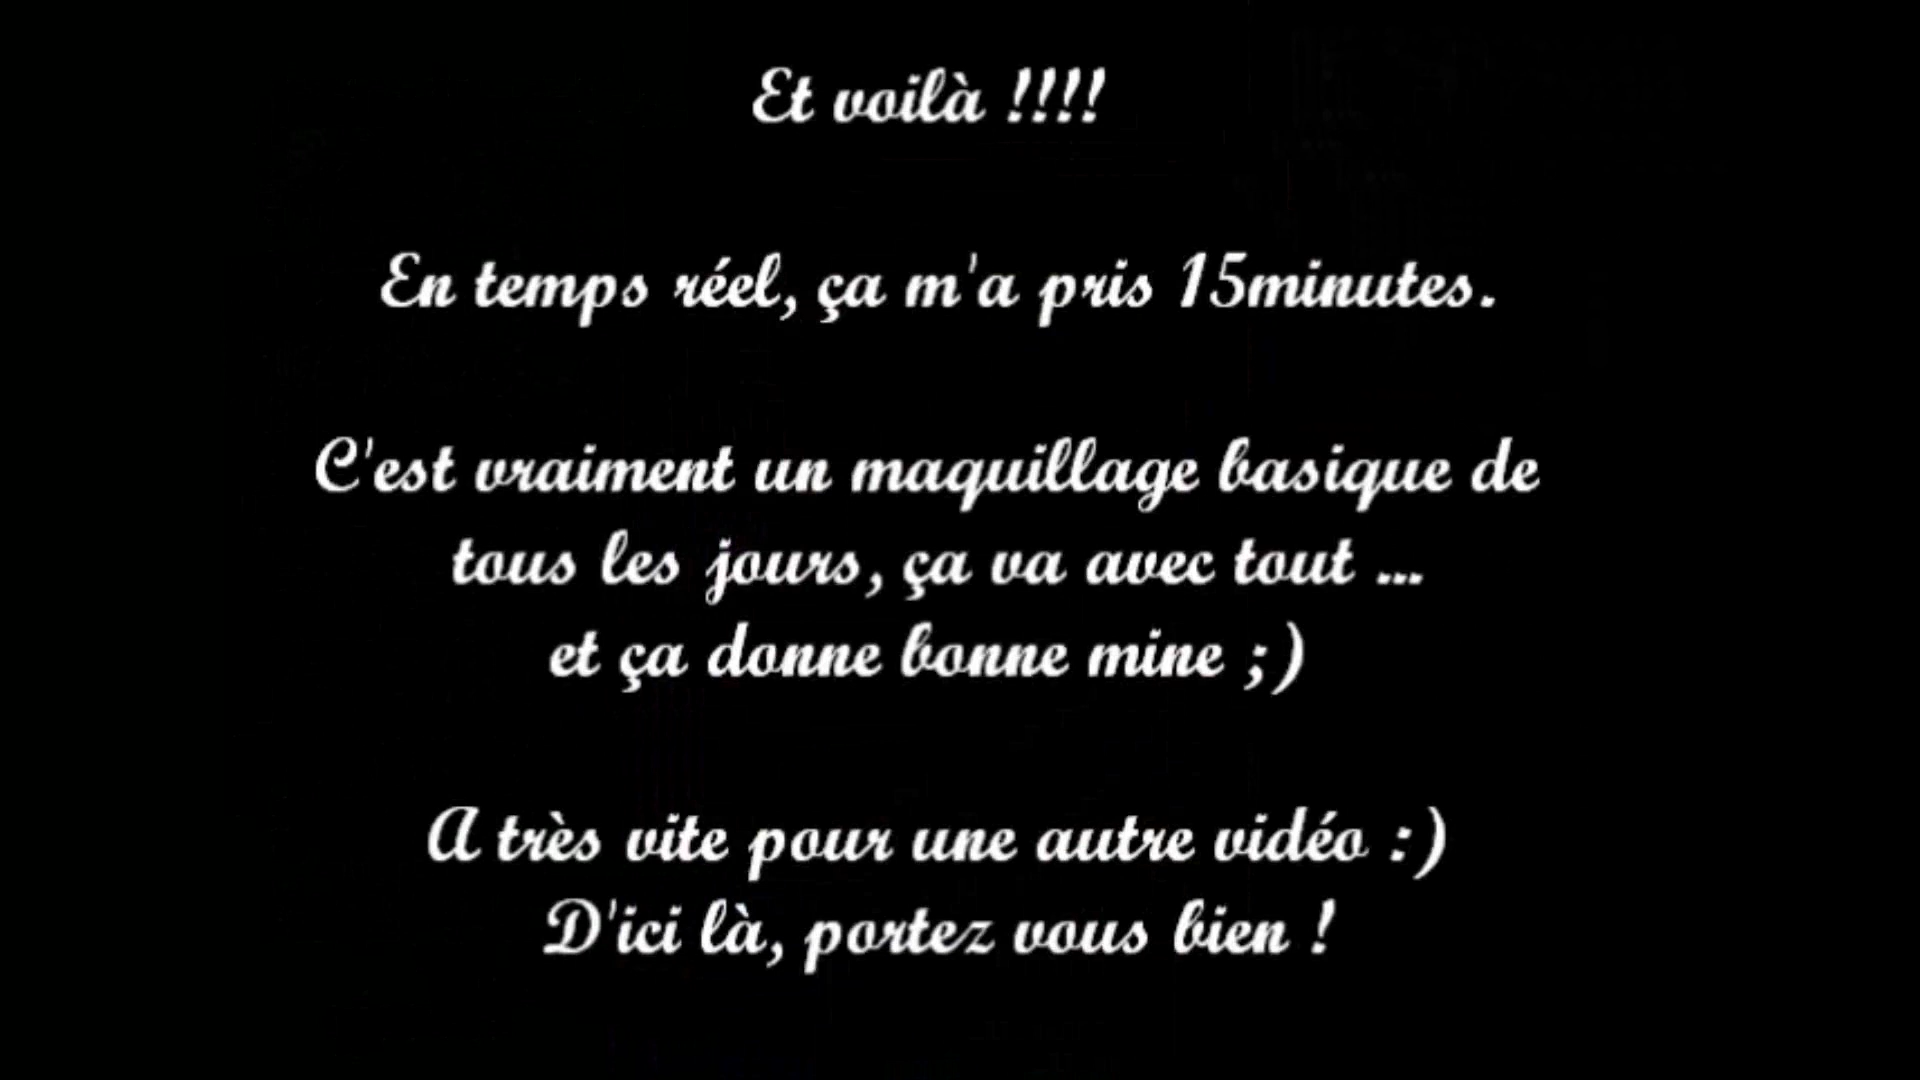 Et voilà !!!!
En temps réel, ça m'a pris 15minutes.
C'est vraiment un maquillage basique de
tous les jours, ça va avec tout ...
et ça donne bonne mine ;)
A très vite pour une autre vidéo :)
D'ici là, portez vous bien !